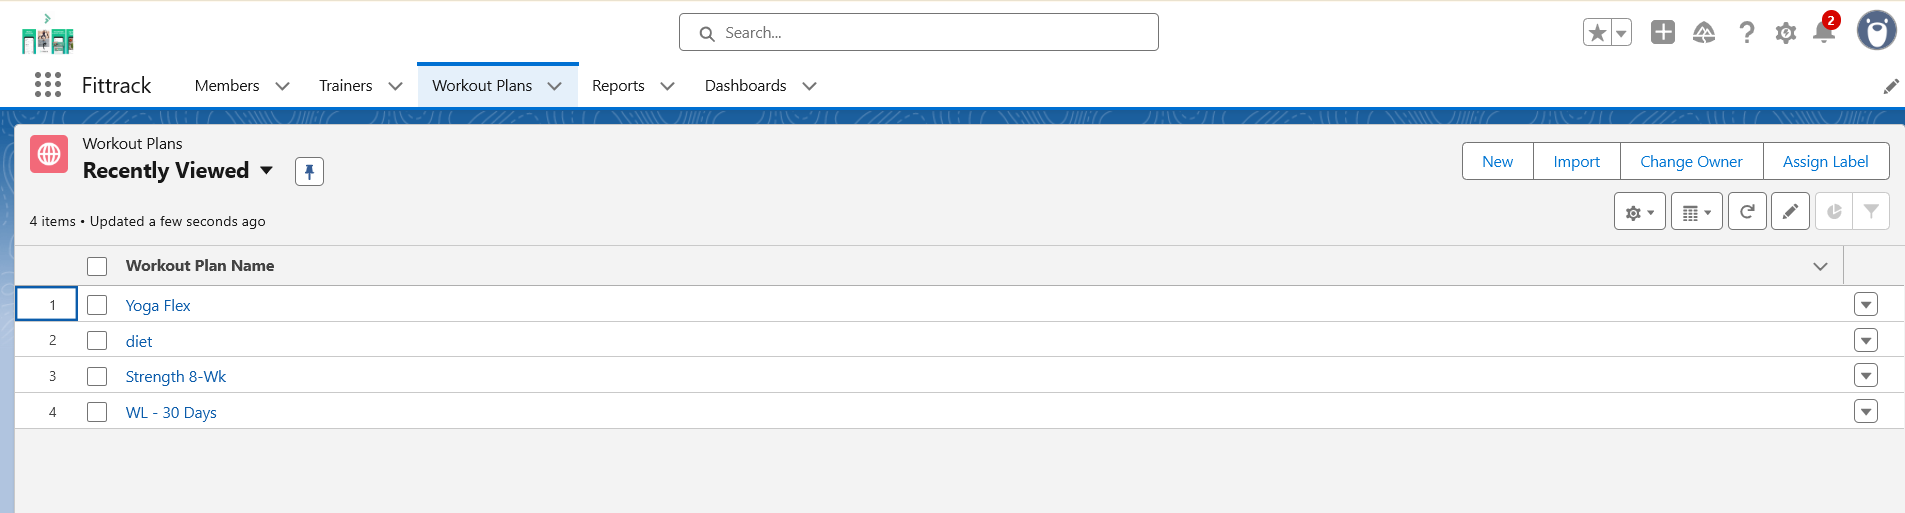 Search...
2
Fittrack
Members
Trainers
Workout Plans
Reports
Dashboards
Workout Plans
Recently Viewed
New
Import
Change Owner
Assign Label
4 items • Updated a few seconds ago
Workout Plan Name
1 Yoga Flex
2 diet
3 Strength 8-Wk
4 WL - 30 Days